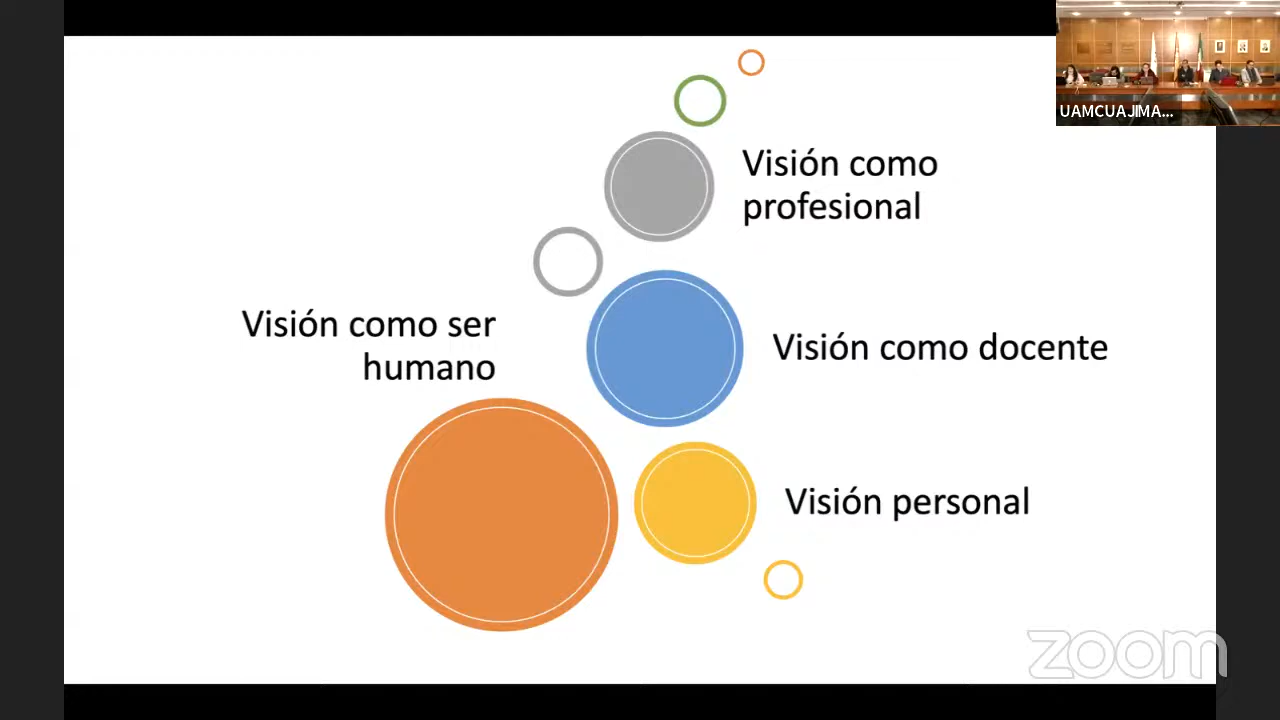 UAMCUAJIMA...
Visión como
profesional
Visión como ser
humano
Visión como docente
Visión personal
zoom